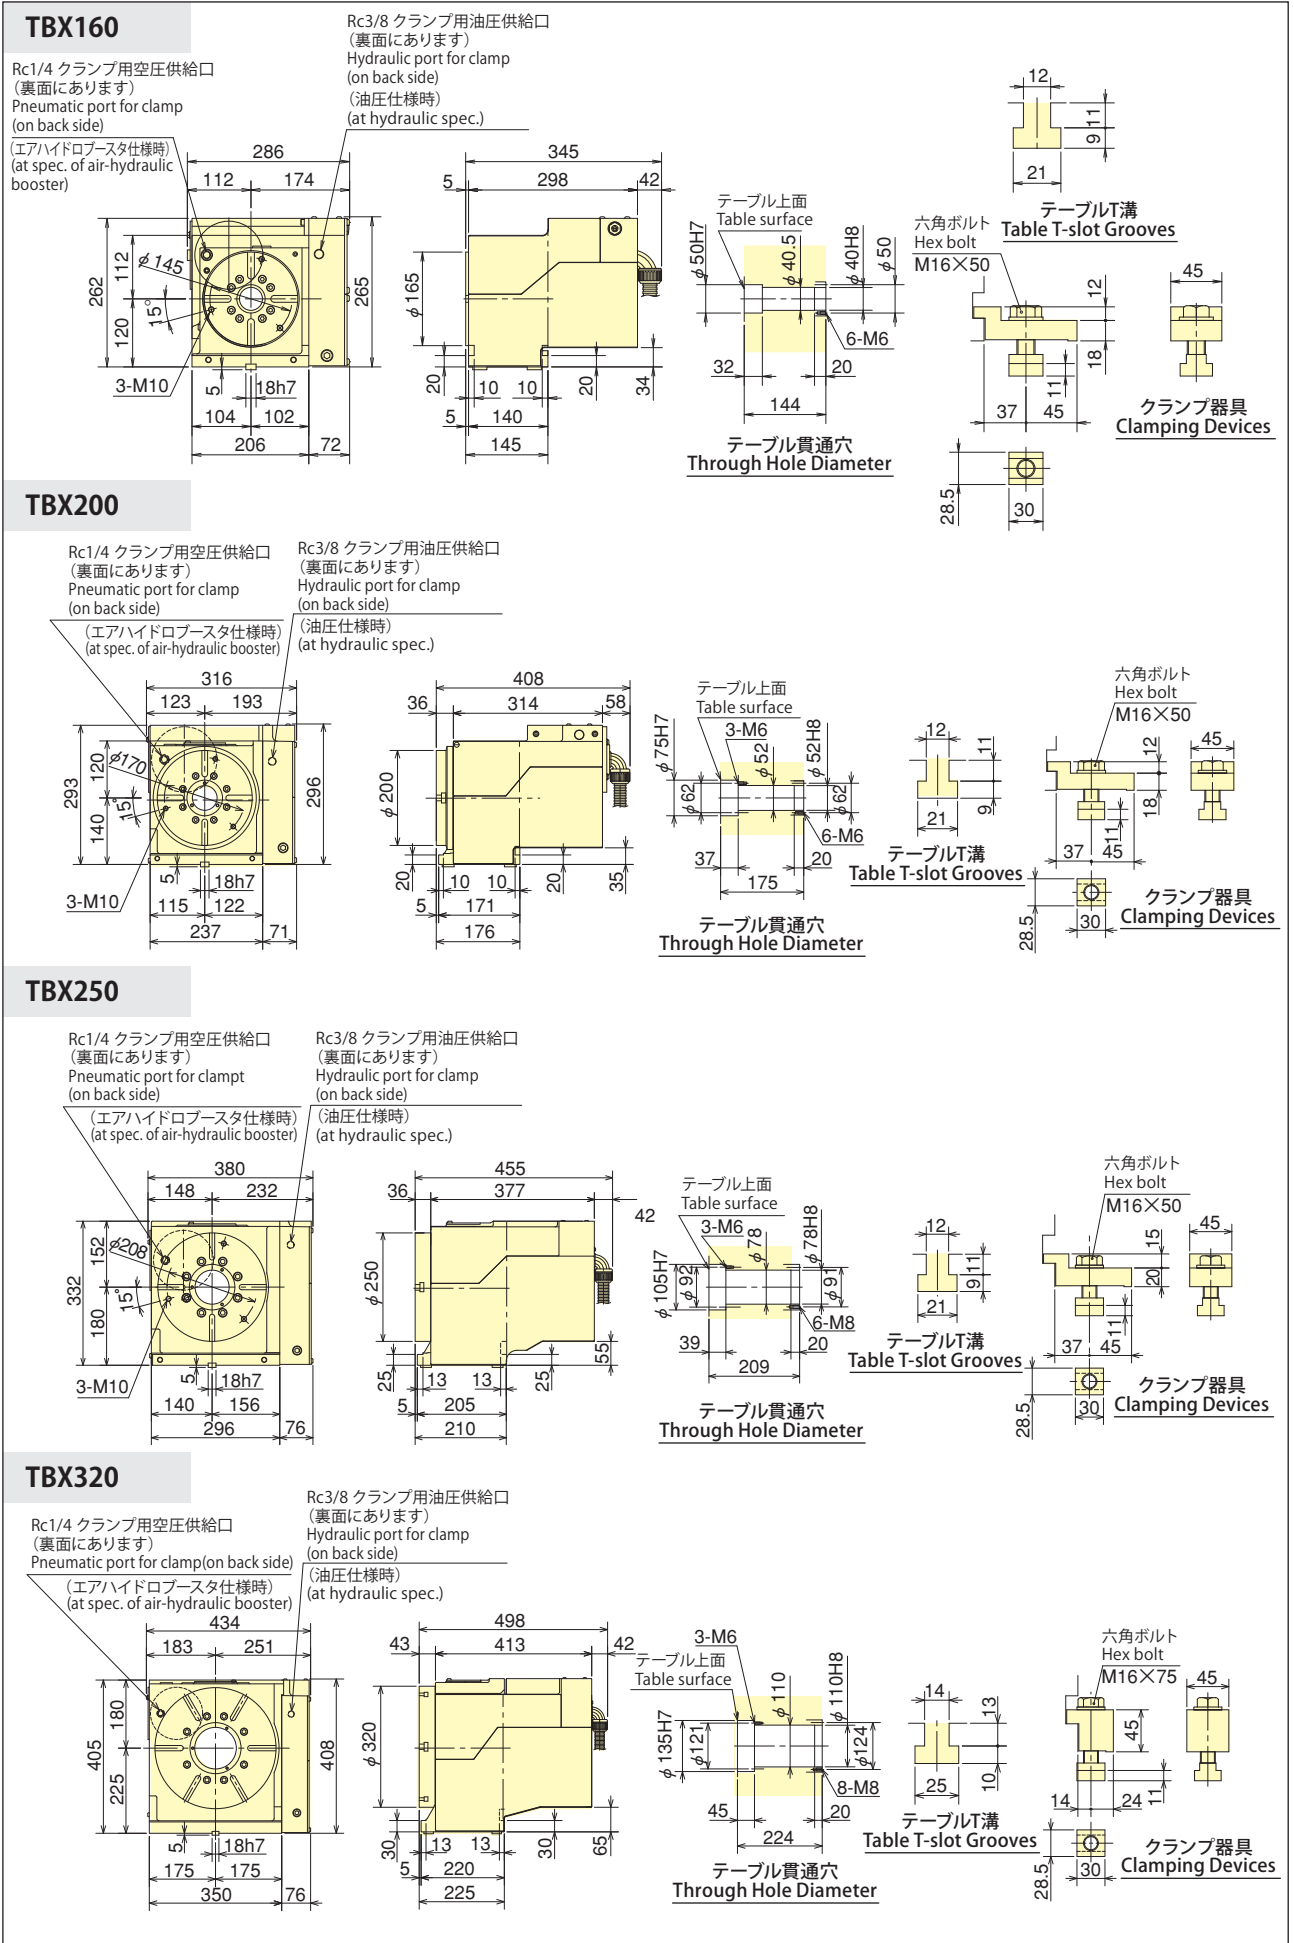 TBX160
Rc1/4 クランプ用空圧供給口
（裏面にあります）
Pneumatic port for clamp
(on back side)
（エアハイドロブースタ仕様時）
(at spec. of air-hydraulic
booster)
Rc3/8 クランプ用油圧供給口
（裏面にあります）
Hydraulic port for clamp
(on back side)
（油圧仕様時）
(at hydraulic spec.)
286
112 174
262
112
120
φ145
15°
265
3-M10
5
18h7
104 102
206 72
345
5 298 42
φ165
20
10 10
20
34
5 140
145
テーブル上面
Table surface
φ50H7
φ40.5
φ40H8
φ50
6-M6
32 20
144
テーブル貫通穴
Through Hole Diameter
12
11
9
21
テーブルT溝
Table T-slot Grooves
六角ボルト
Hex bolt
M16×50
12
18
11
37 45
45
クランプ器具
Clamping Devices
28.5
30
TBX200
Rc1/4 クランプ用空圧供給口
（裏面にあります）
Pneumatic port for clamp
(on back side)
（エアハイドロブースタ仕様時）
(at spec. of air-hydraulic booster)
Rc3/8 クランプ用油圧供給口
（裏面にあります）
Hydraulic port for clamp
(on back side)
（油圧仕様時）
(at hydraulic spec.)
316
123 193
293
120
140
φ170
15°
296
3-M10
5
18h7
115 122
237 71
408
36 314 58
φ200
20
10 10
20
35
5 171
176
テーブル上面
Table surface
3-M6
φ75H7
φ62
φ52
φ52H8
φ62
6-M6
37 20
175
テーブル貫通穴
Through Hole Diameter
12
11
9
21
テーブルT溝
Table T-slot Grooves
六角ボルト
Hex bolt
M16×50
12
18
11
37 45
45
28.5
30
クランプ器具
Clamping Devices
TBX250
Rc1/4 クランプ用空圧供給口
（裏面にあります）
Pneumatic port for clampt
(on back side)
（エアハイドロブースタ仕様時）
(at spec. of air-hydraulic booster)
Rc3/8 クランプ用油圧供給口
（裏面にあります）
Hydraulic port for clamp
(on back side)
（油圧仕様時）
(at hydraulic spec.)
380
148 232
332
152
180
φ208
15°
3-M10
5
18h7
140 156
296 76
455
36 377
42
φ250
25
13 13
25
55
5 205
210
テーブル上面
Table surface
3-M6
φ105H7
φ92
φ78
φ78H8
φ91
6-M8
39 20
209
テーブル貫通穴
Through Hole Diameter
12
11
9
21
テーブルT溝
Table T-slot Grooves
六角ボルト
Hex bolt
M16×50
15
20
11
37 45
45
28.5
30
クランプ器具
Clamping Devices
TBX320
Rc1/4 クランプ用空圧供給口
（裏面にあります）
Pneumatic port for clamp(on back side)
（エアハイドロブースタ仕様時）
(at spec. of air-hydraulic booster)
Rc3/8 クランプ用油圧供給口
（裏面にあります）
Hydraulic port for clamp
(on back side)
（油圧仕様時）
(at hydraulic spec.)
434
183 251
405
180
225
408
5
18h7
175 175
350 76
498
43 413 42
φ320
30
13 13
30
65
5 220
225
3-M6
テーブル上面
Table surface
φ135H7
φ121
φ110
φ110H8
φ124
8-M8
45 20
224
テーブル貫通穴
Through Hole Diameter
14
13
10
25
テーブルT溝
Table T-slot Grooves
六角ボルト
Hex bolt
M16×75
45
11
14 24
45
28.5
30
クランプ器具
Clamping Devices